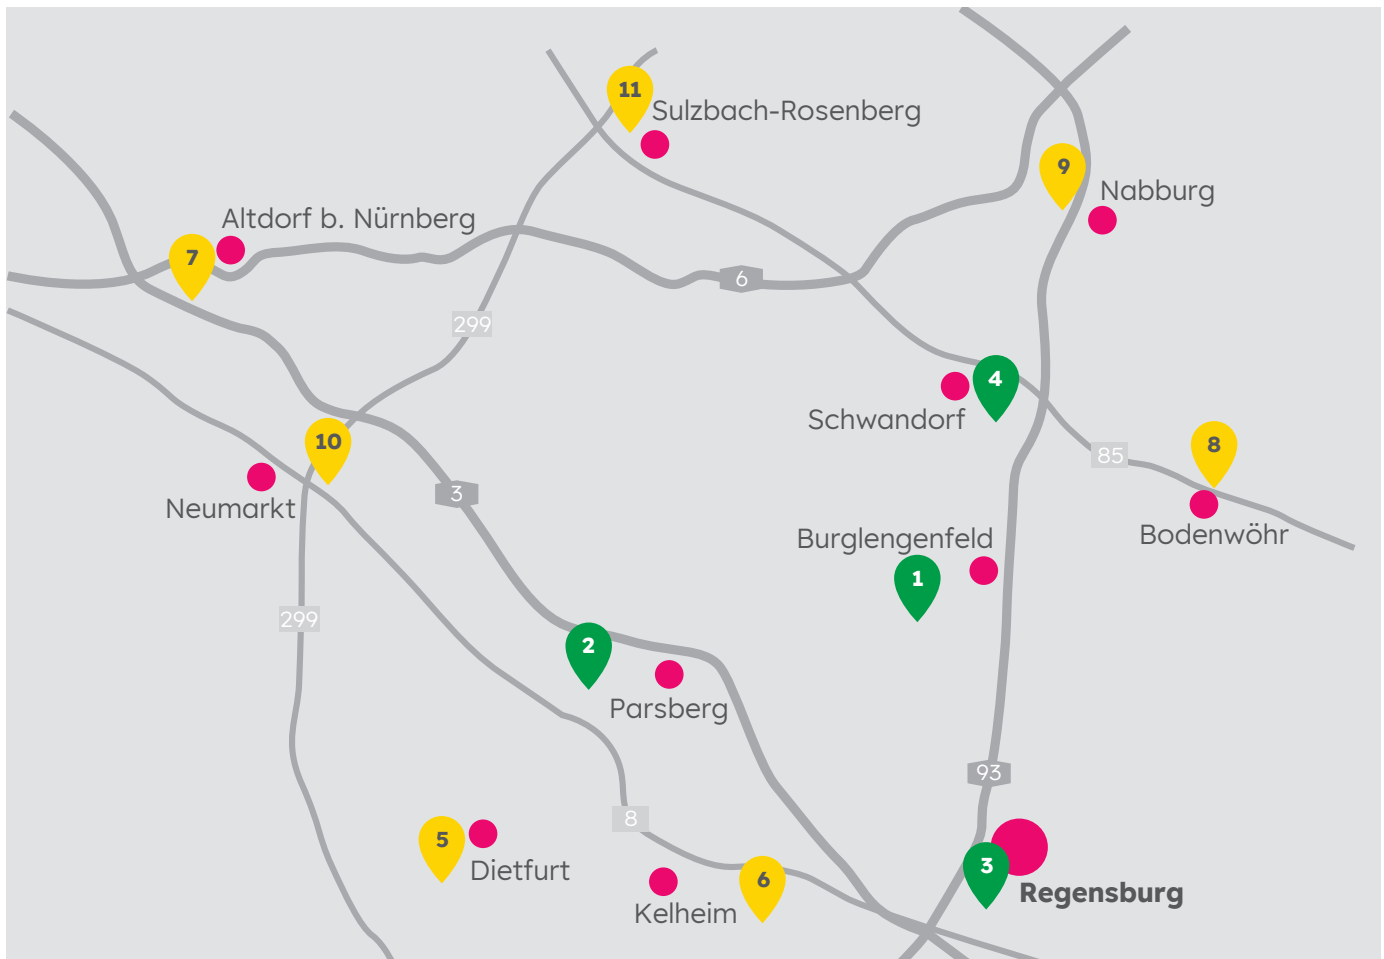 11
Sulzbach-Rosenberg
9
Nabburg
Altdorf b. Nürnberg
7
6
299
4
Schwandorf
10
8
85
Neumarkt
3
Bodenwöhr
Burglengenfeld
1
299
2
Parsberg
93
8
5
Dietfurt
3
6
Regensburg
Kelheim